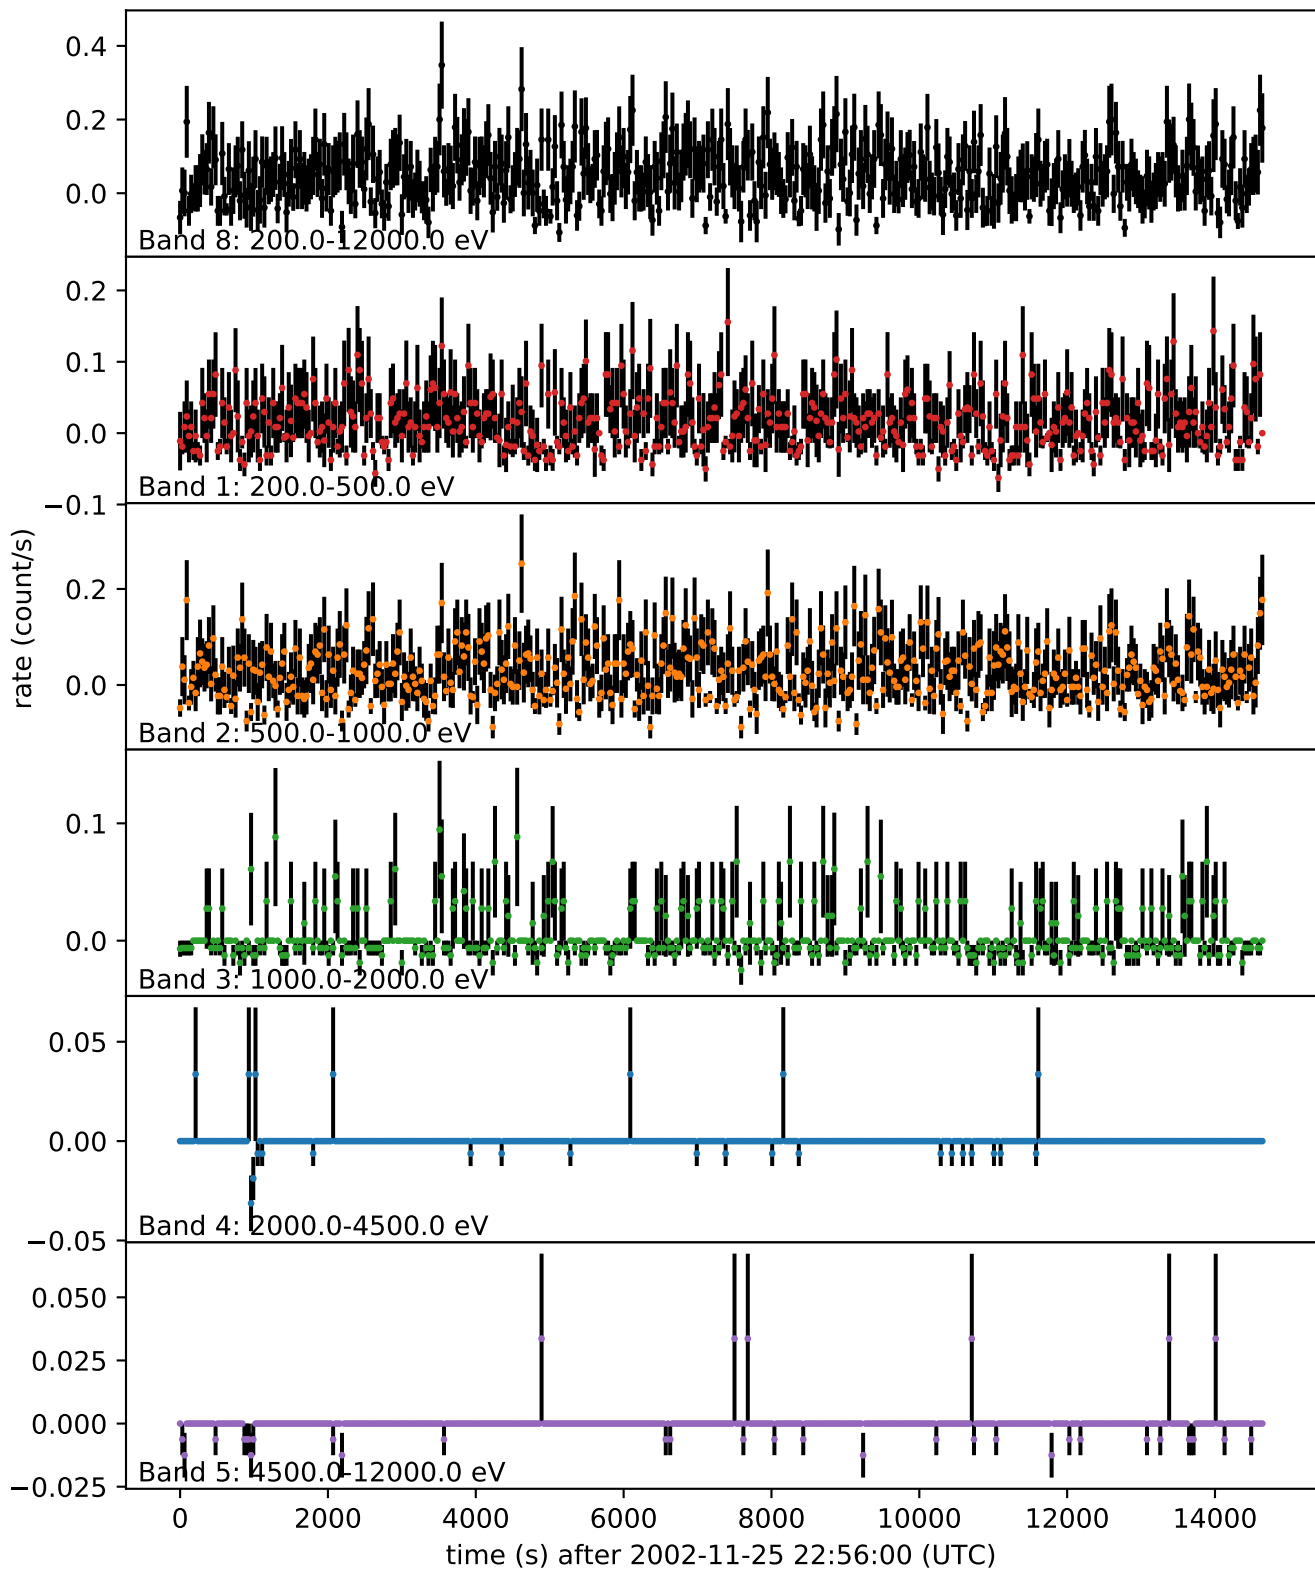 0.4
0.2
0.0
Band 8: 200.0-12000.0 eV
0.2
0.1
0.0
−0.1
Band 1: 200.0-500.0 eV
rate (count/s)
0.2
0.0
Band 2: 500.0-1000.0 eV
0.1
0.0
Band 3: 1000.0-2000.0 eV
0.05
0.00
−0.05
Band 4: 2000.0-4500.0 eV
0.050
0.025
0.000
−0.025
Band 5: 4500.0-12000.0 eV
0 2000 4000 6000 8000 10000 12000 14000
time (s) after 2002-11-25 22:56:00 (UTC)